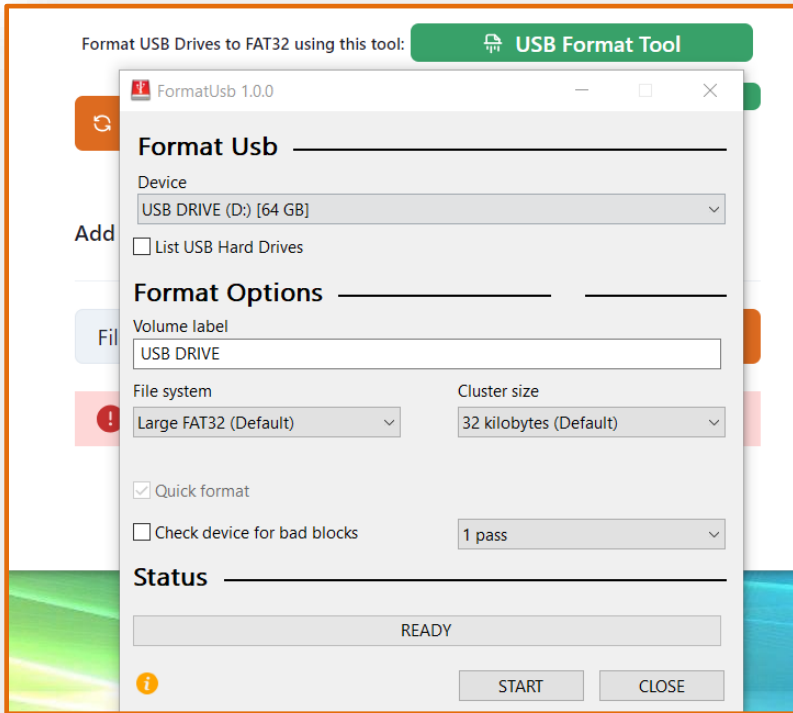 Format USB Drives to FAT32 using this tool:
USB Format Tool
FormatUsb 1.0.0
Format Usb
Device
USB DRIVE (D:) [64 GB]
List USB Hard Drives
Add
Format Options
Fil
Volume label
USB DRIVE
File system
Cluster size
Large FAT32 (Default)
32 kilobytes (Default)
Quick format
Check device for bad blocks
1 pass
Status
READY
START
CLOSE